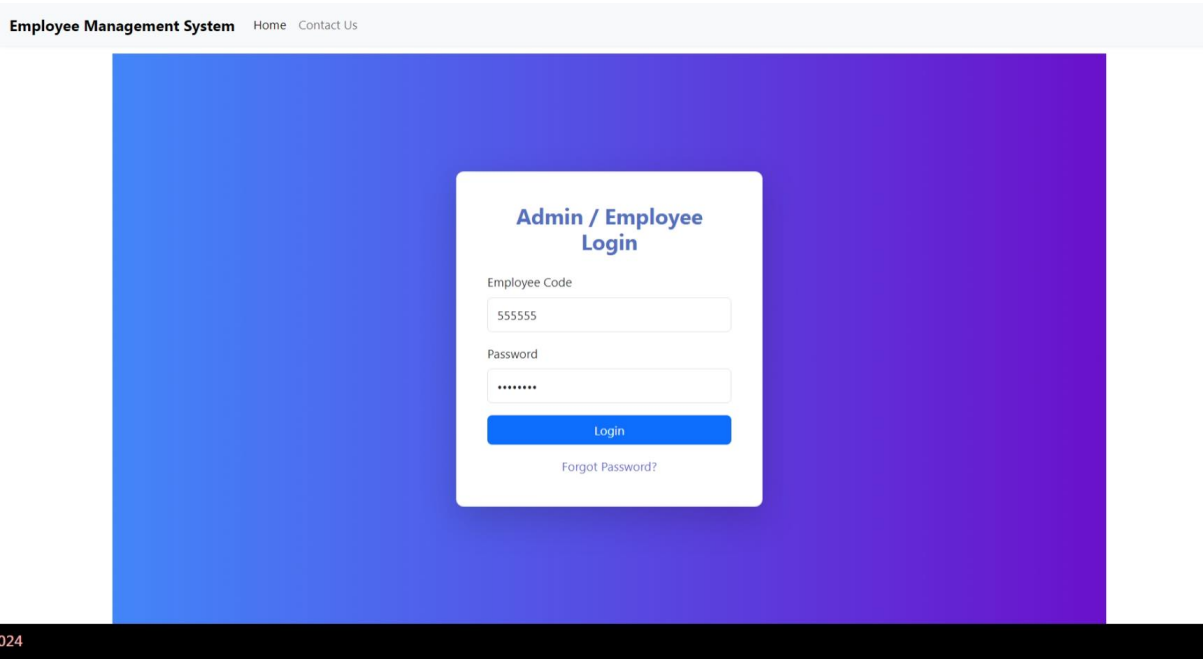 Employee Management System Home Contact Us
Admin / Employee
Login
Employee Code
555555
Password
••••••••
Login
Forgot Password?
024